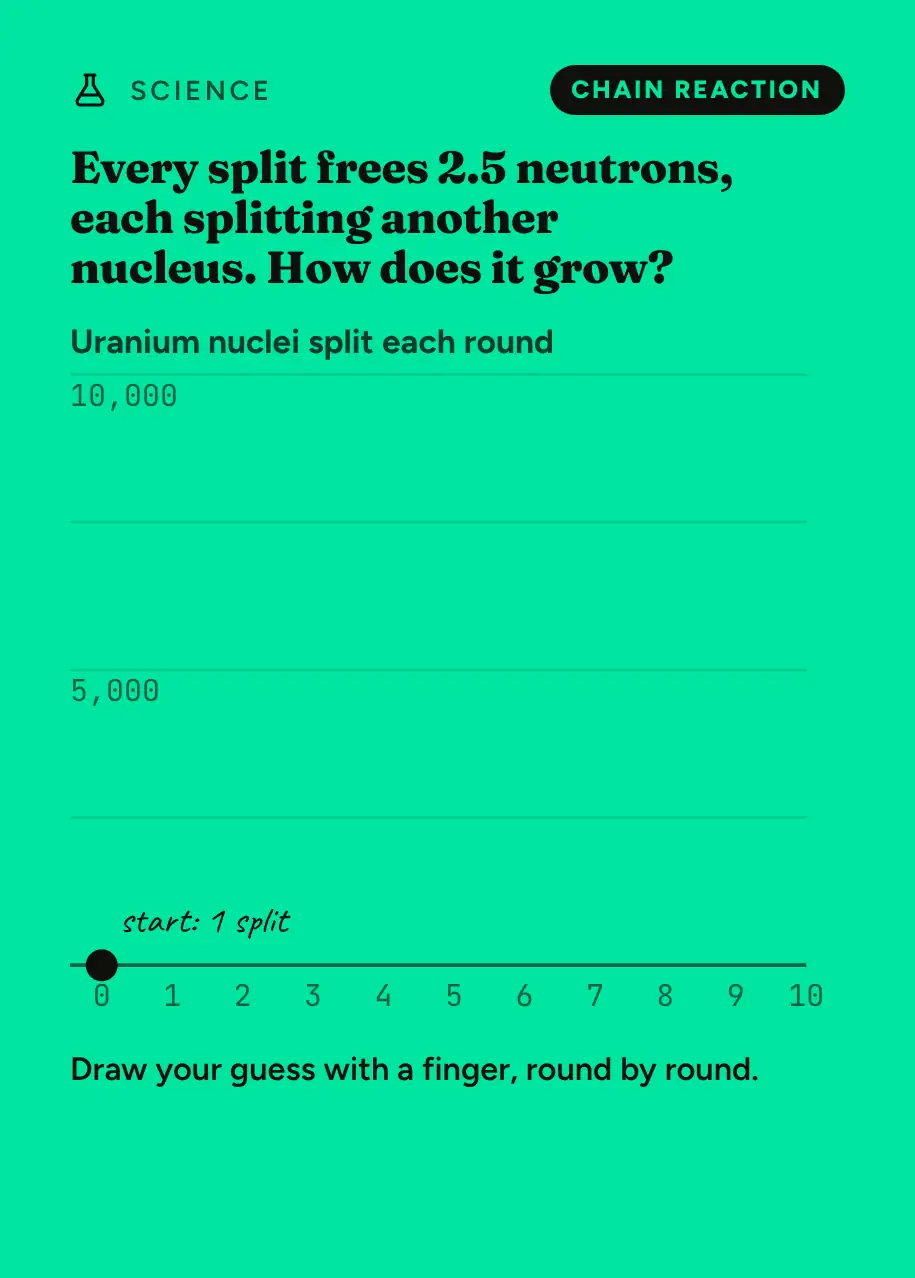 SCIENCE
CHAIN REACTION
Every split frees 2.5 neutrons,
each splitting another
nucleus. How does it grow?
Uranium nuclei split each round
10,000
5,000
start: 1 split
0 1 2 3 4 5 6 7 8 9 10
Draw your guess with a finger, round by round.